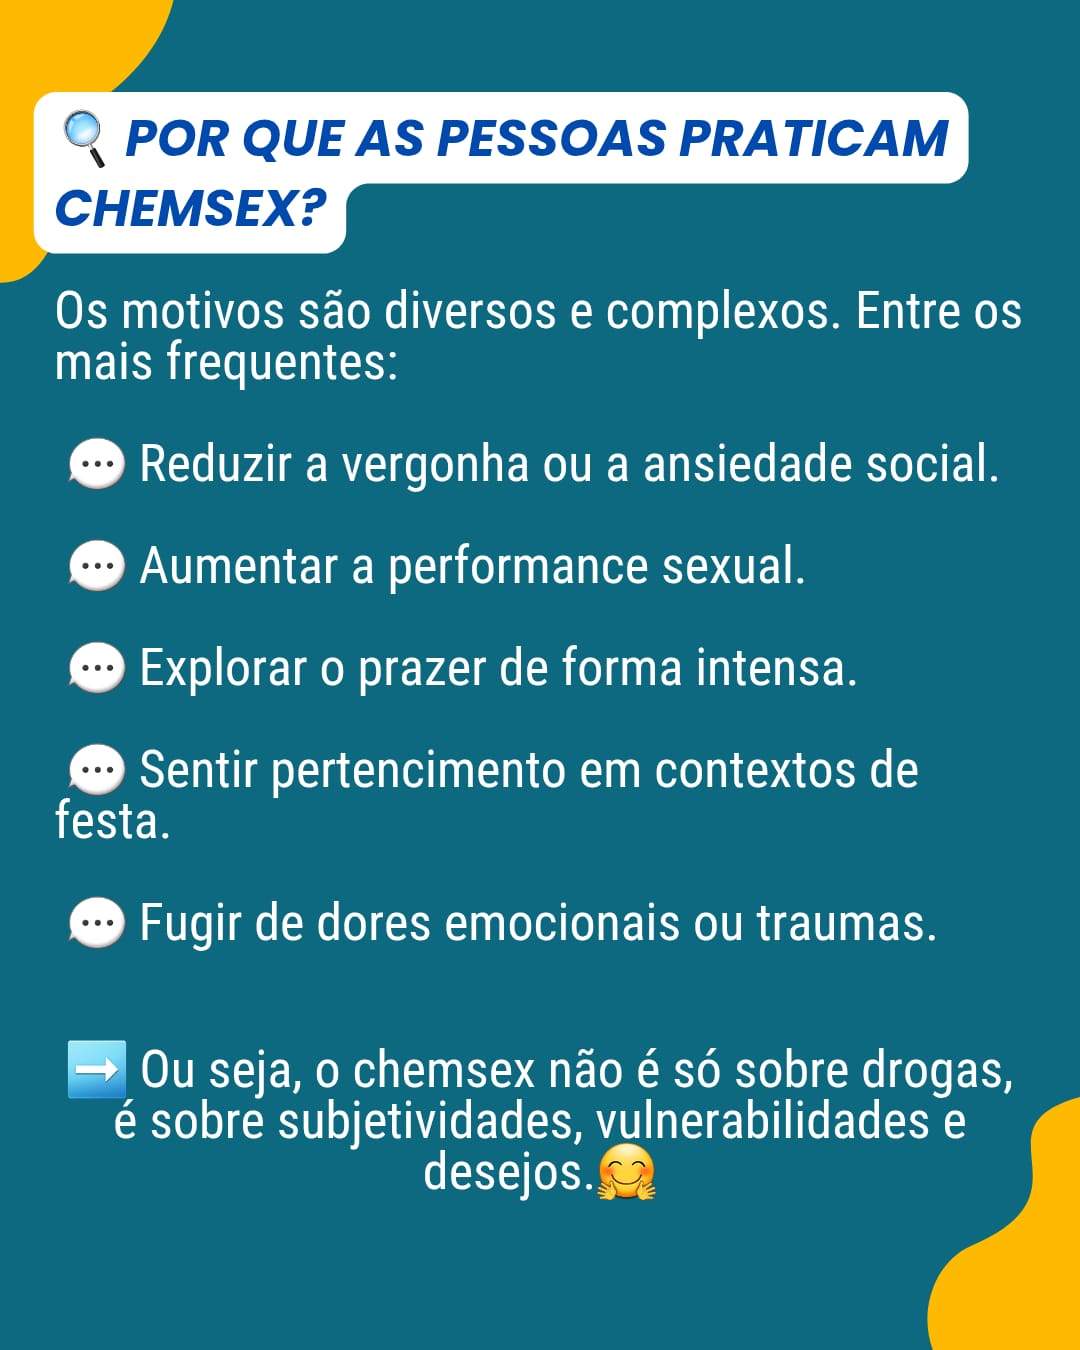 🔍 POR QUE AS PESSOAS PRATICAM
CHEMSEX?
Os motivos são diversos e complexos. Entre os
mais frequentes:
💬 Reduzir a vergonha ou a ansiedade social.
💬 Aumentar a performance sexual.
💬 Explorar o prazer de forma intensa.
💬 Sentir pertencimento em contextos de
festa.
💬 Fugir de dores emocionais ou traumas.
➡️ Ou seja, o chemsex não é só sobre drogas,
é sobre subjetividades, vulnerabilidades e
desejos.🤗